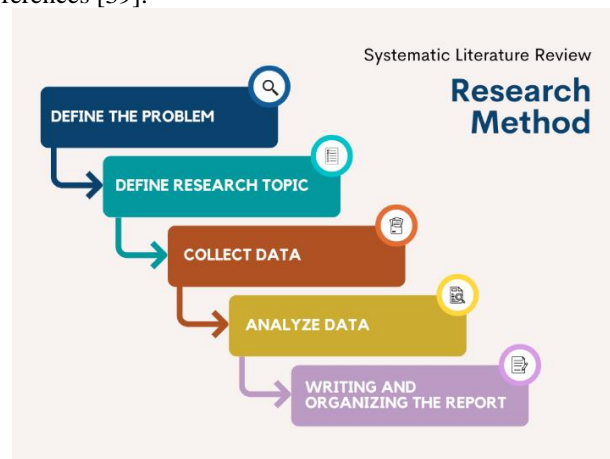 [39].
Systematic Literature Review
Research
Method
DEFINE THE PROBLEM
DEFINE RESEARCH TOPIC
COLLECT DATA
ANALYZE DATA
WRITING AND
ORGANIZING THE REPORT